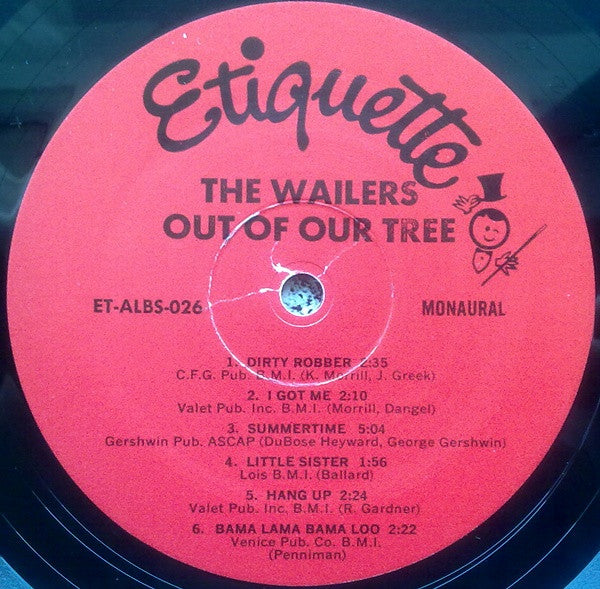 Etiquette
THE WAILERS
OUT OF OUR TREE
ET-ALBS-026
MONAURAL
1. DIRTY ROBBER 2:35
C.F.G. Pub. B.M.I. (K. Morrill, J. Greek)
2. I GOT ME 2:10
Valet Pub. Inc. B.M.I. (Morrill, Dangel)
3. SUMMERTIME 5:04
Gershwin Pub. ASCAP (DuBose Heyward, George Gershwin)
4. LITTLE SISTER 1:56
Lois B.M.I. (Ballard)
5. HANG UP 2:24
Valet Pub. Inc. B.M.I. (R. Gardner)
6. BAMA LAMA BAMA LOO 2:22
Venice Pub. Co. B.M.I.
(Penniman)